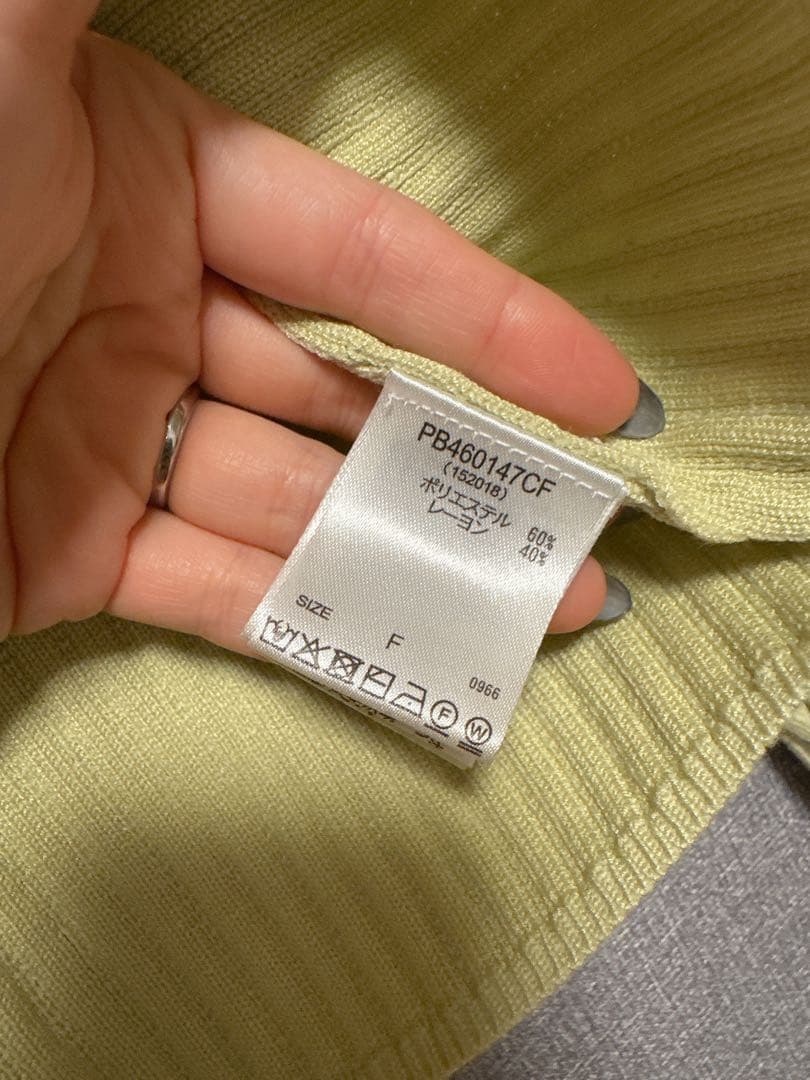 PB460147CF
(152018)
ポリエステル 60%
レーヨン 40%
SIZE F
0966
F W